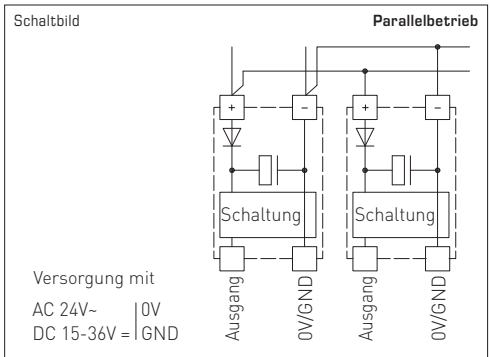 Schaltbild
Parallelbetrieb
+ − + −
Schaltung Schaltung
Versorgung mit
AC 24V~ | 0V
DC 15-36V = | GND
Ausgang
0V/GND
Ausgang
0V/GND